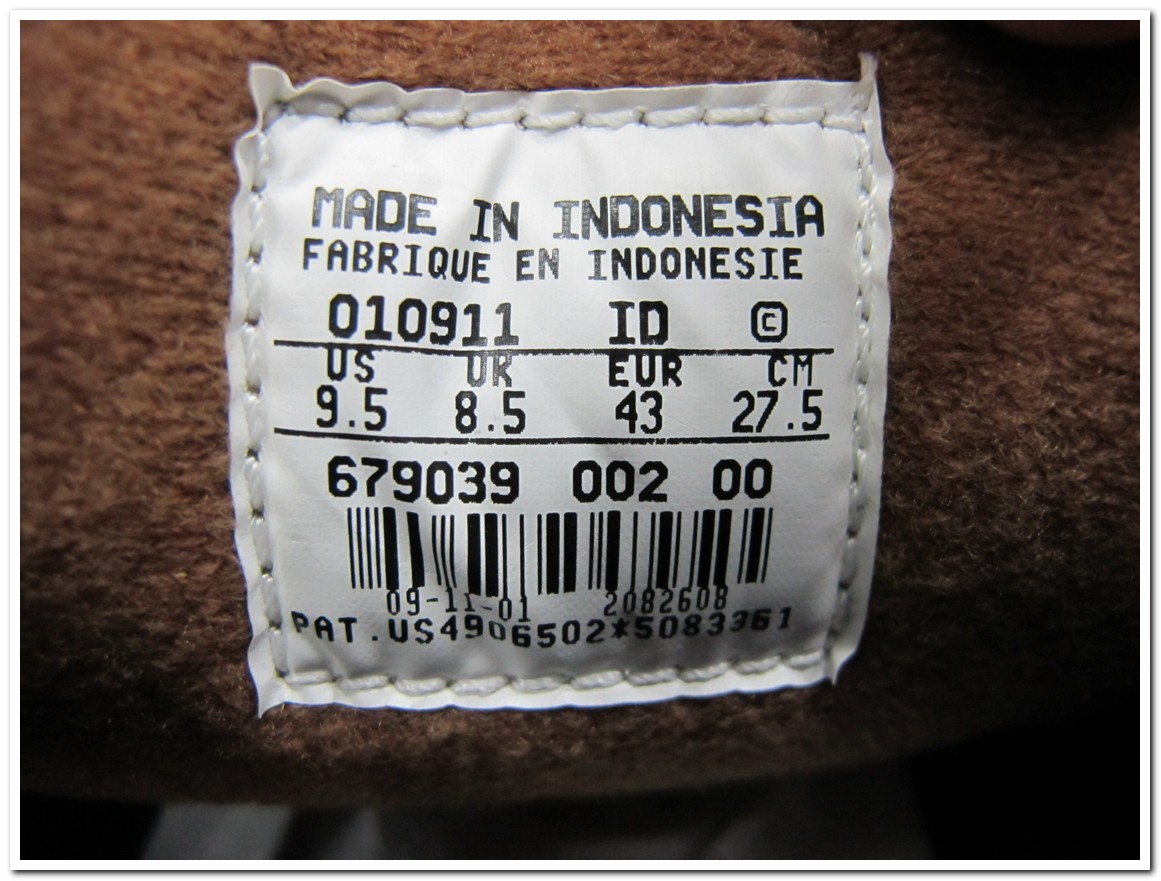 MADE IN INDONESIA
FABRIQUE EN INDONESIE
010911 ID ©
US UK EUR CM
9.5 8.5 43 27.5
679039 002 00
09-11-01 2082608
PAT.US4906502*5083361